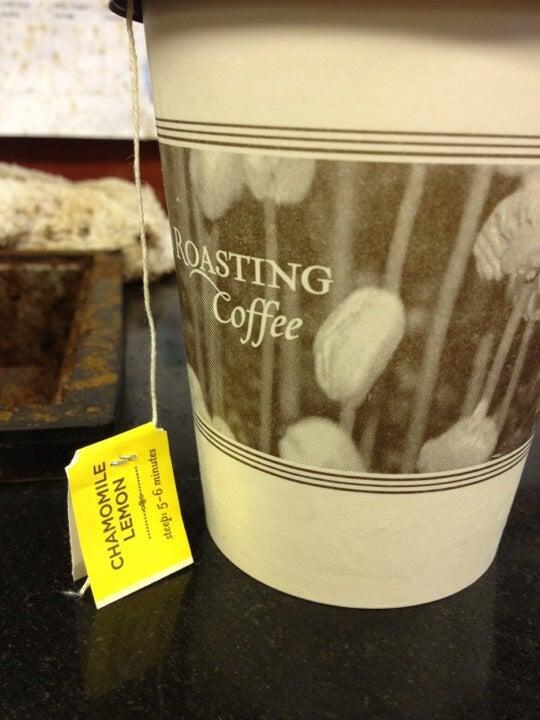 ROASTING
Coffee
CHAMOMILE
LEMON
steep: 5-6 minutes